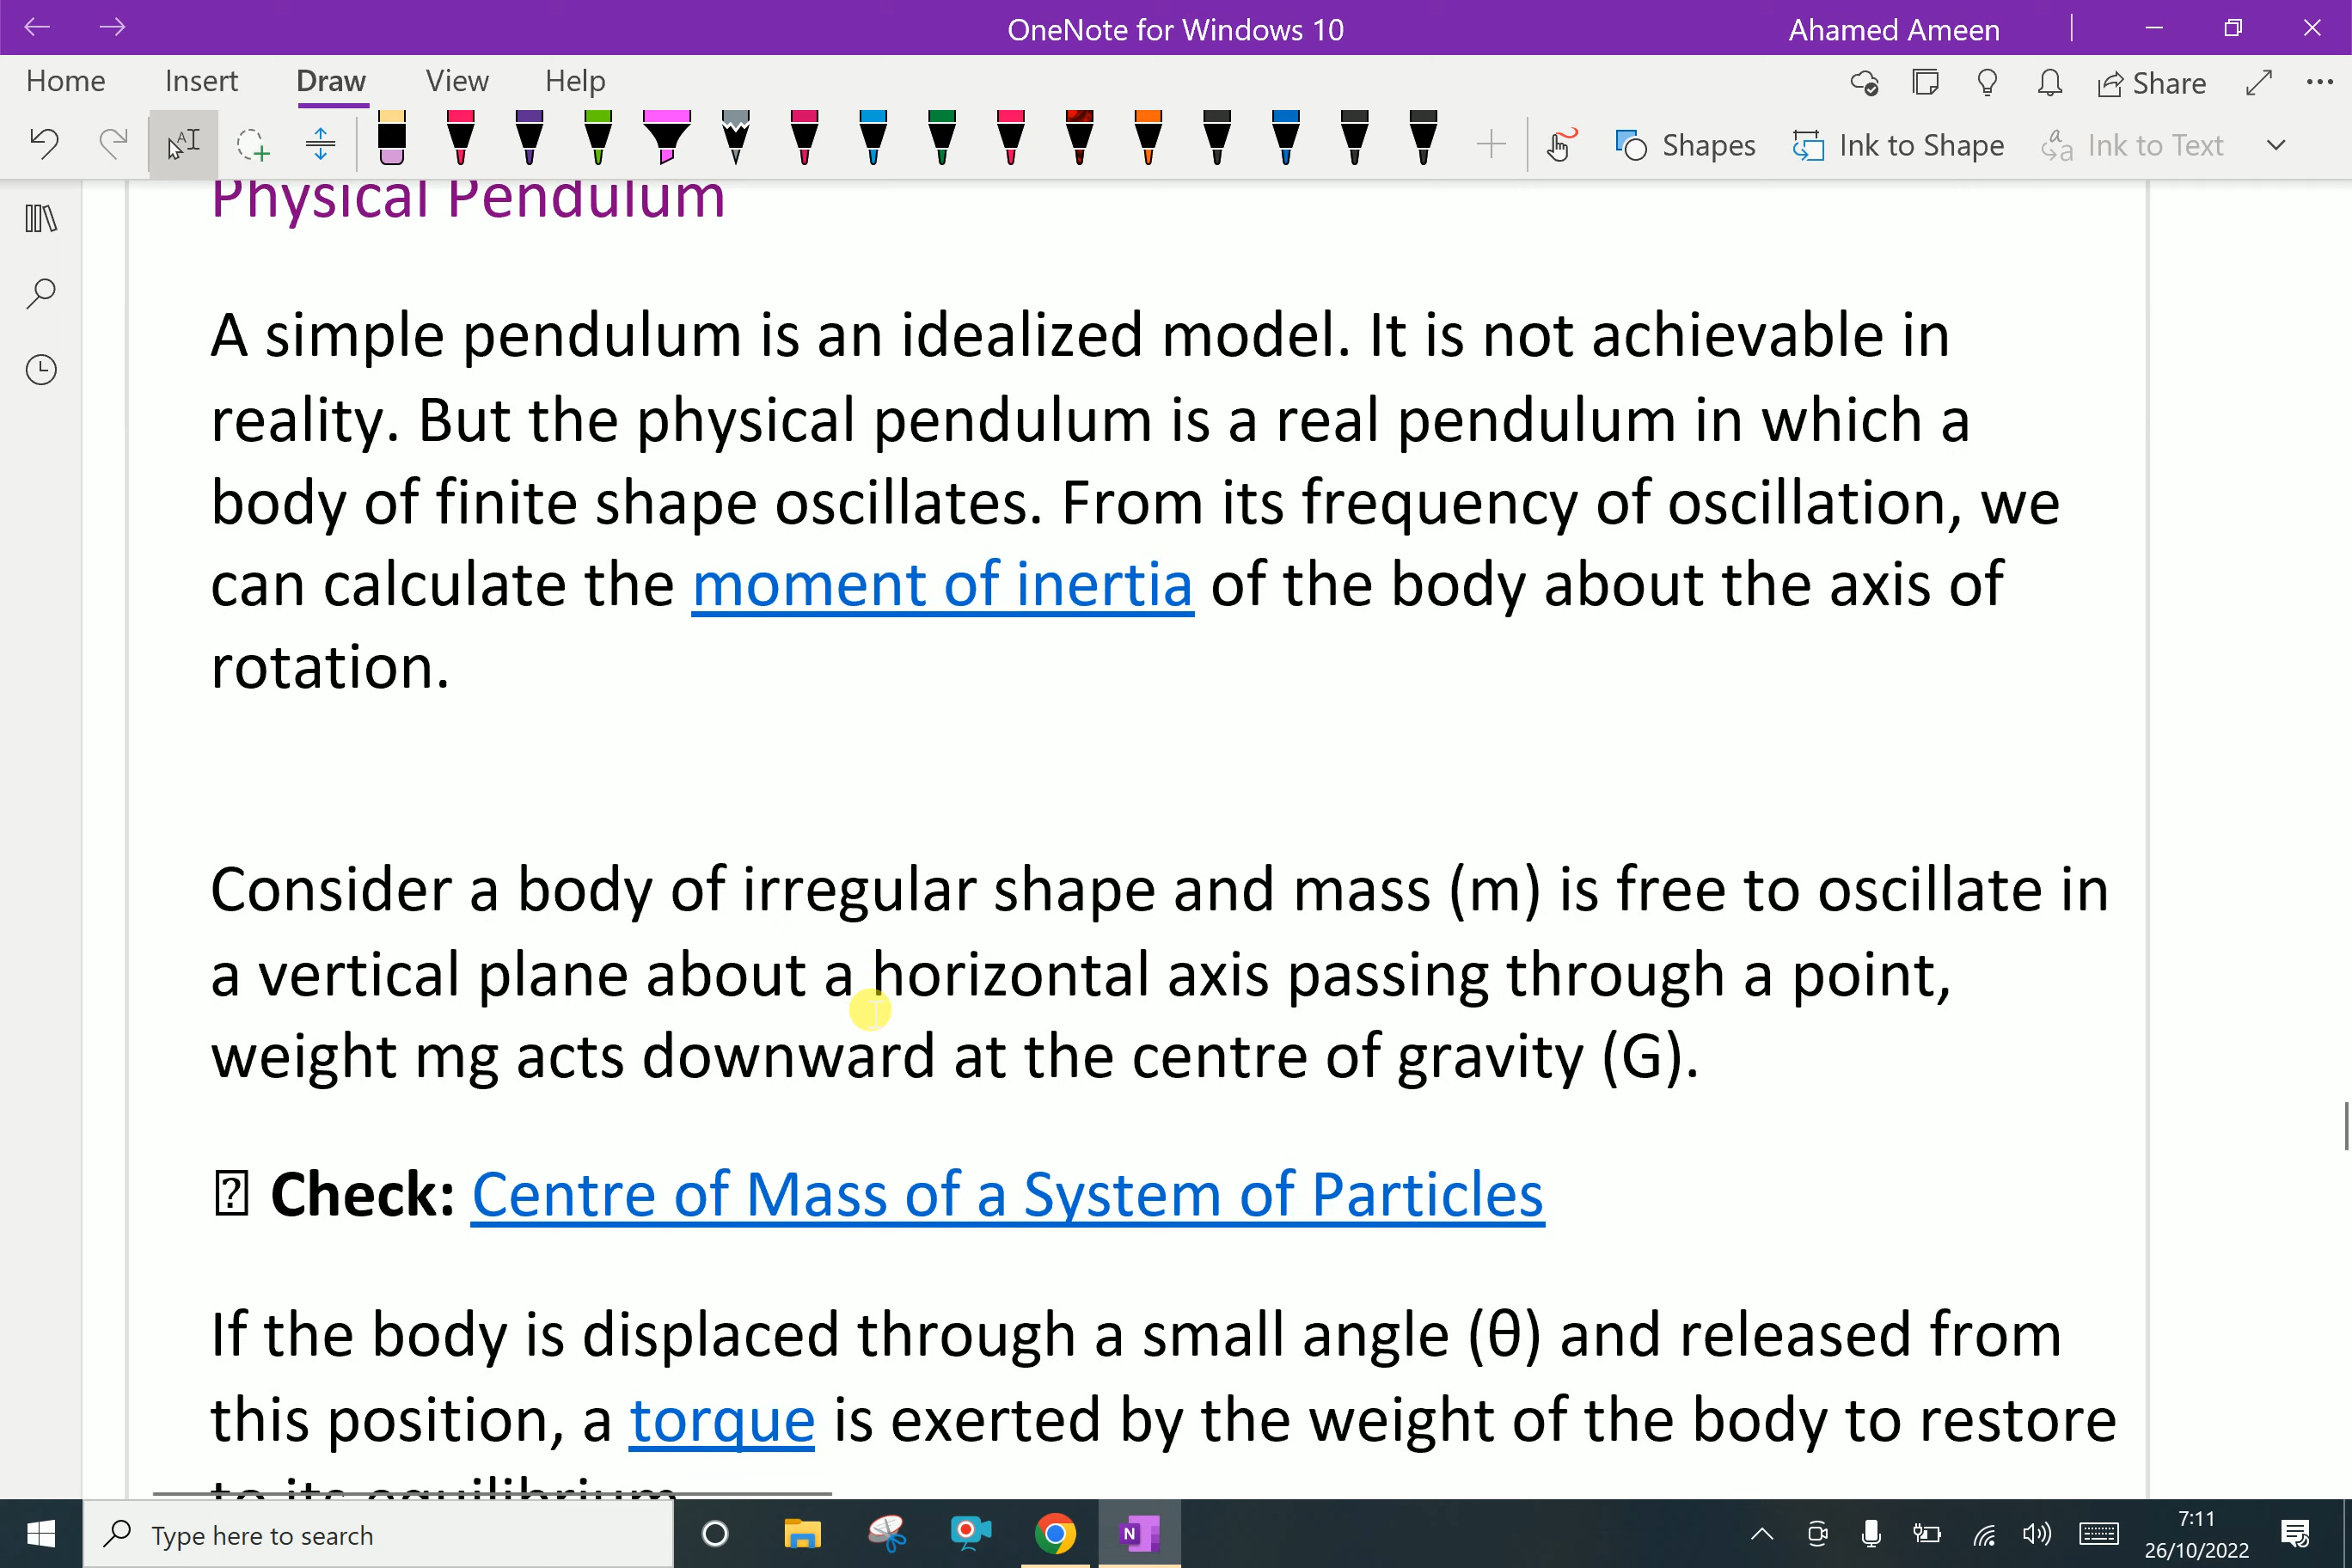 OneNote for Windows 10
Ahamed Ameen
Home Insert Draw View Help
Share
Shapes Ink to Shape Ink to Text
Physical Pendulum
A simple pendulum is an idealized model. It is not achievable in
reality. But the physical pendulum is a real pendulum in which a
body of finite shape oscillates. From its frequency of oscillation, we
can calculate the moment of inertia of the body about the axis of
rotation.
Consider a body of irregular shape and mass (m) is free to oscillate in
a vertical plane about a horizontal axis passing through a point,
weight mg acts downward at the centre of gravity (G).
Check: Centre of Mass of a System of Particles
If the body is displaced through a small angle (θ) and released from
this position, a torque is exerted by the weight of the body to restore
to its equilibrium
Type here to search
N
7:11
26/10/2022